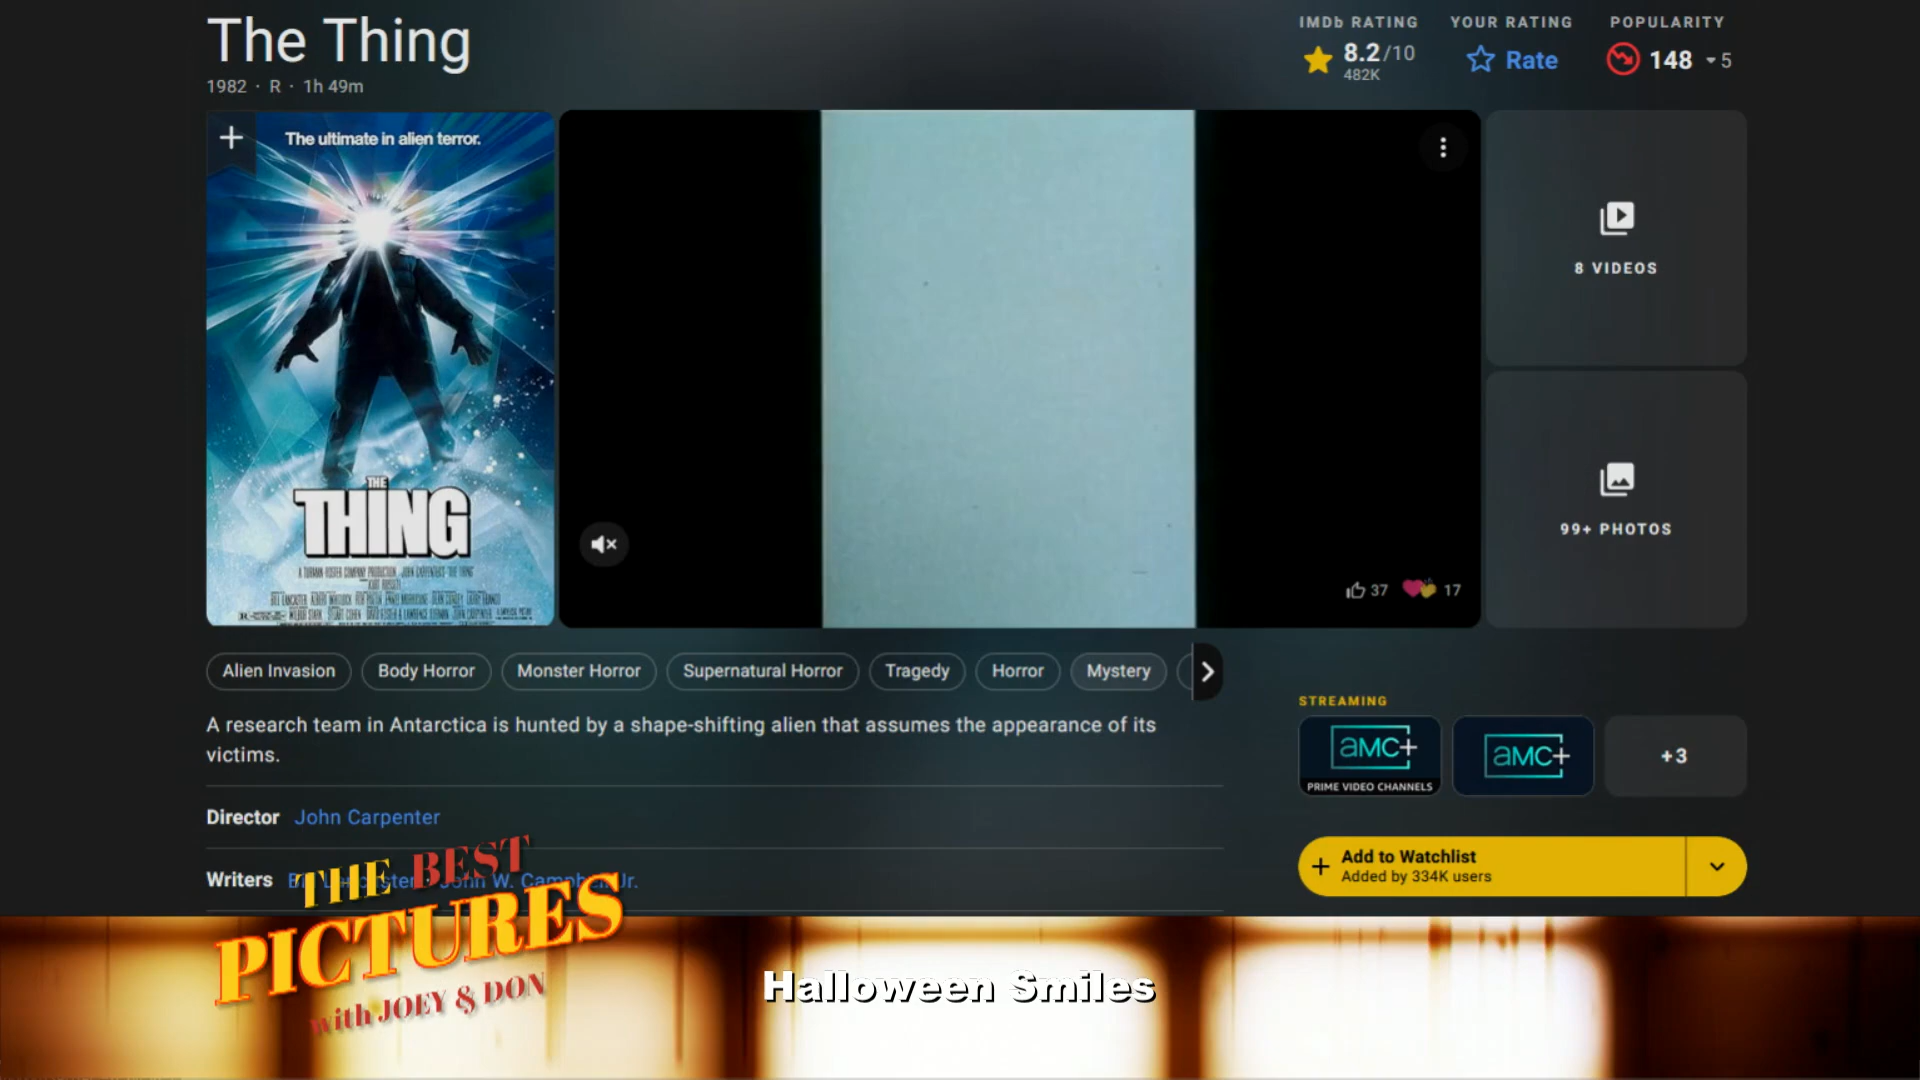 The Thing
1982 · R · 1h 49m
IMDb RATING
8.2/10
482K
YOUR RATING
Rate
POPULARITY
148
5
The ultimate in alien terror.
THE
THING
8 VIDEOS
99+ PHOTOS
37
17
Alien Invasion
Body Horror
Monster Horror
Supernatural Horror
Tragedy
Horror
Mystery
A research team in Antarctica is hunted by a shape-shifting alien that assumes the appearance of its
victims.
Director John Carpenter
Writers John W. Campbell Jr.
STREAMING
aMC+
PRIME VIDEO CHANNELS
aMC+
+3
Add to Watchlist
Added by 334K users
THE BEST
PICTURES
with JOEY & DON
Halloween Smiles